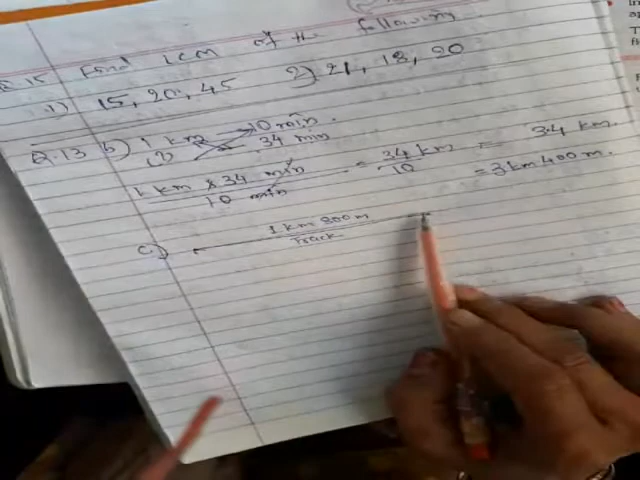 Q.15 Find LCM of the following
1) 15, 20, 45 2) 21, 18, 20
Q.13 b) 1 km 10 min.
(?) 34 min
1 km × 34 min / 10 min = 34 km / 10 = 3.4 km.
= 3 km 400 m.
c) 1 km 800 m
Track